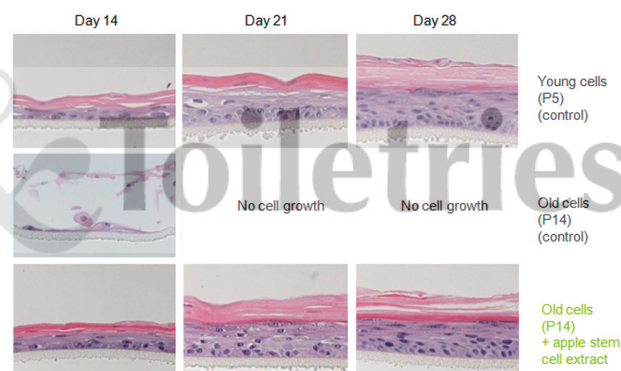 Day 14
Day 21
Day 28
Young cells
(P5)
(control)
& Toiletries
No cell growth
No cell growth
Old cells
(P14)
(control)
Old cells
(P14)
+ apple stem
cell extract